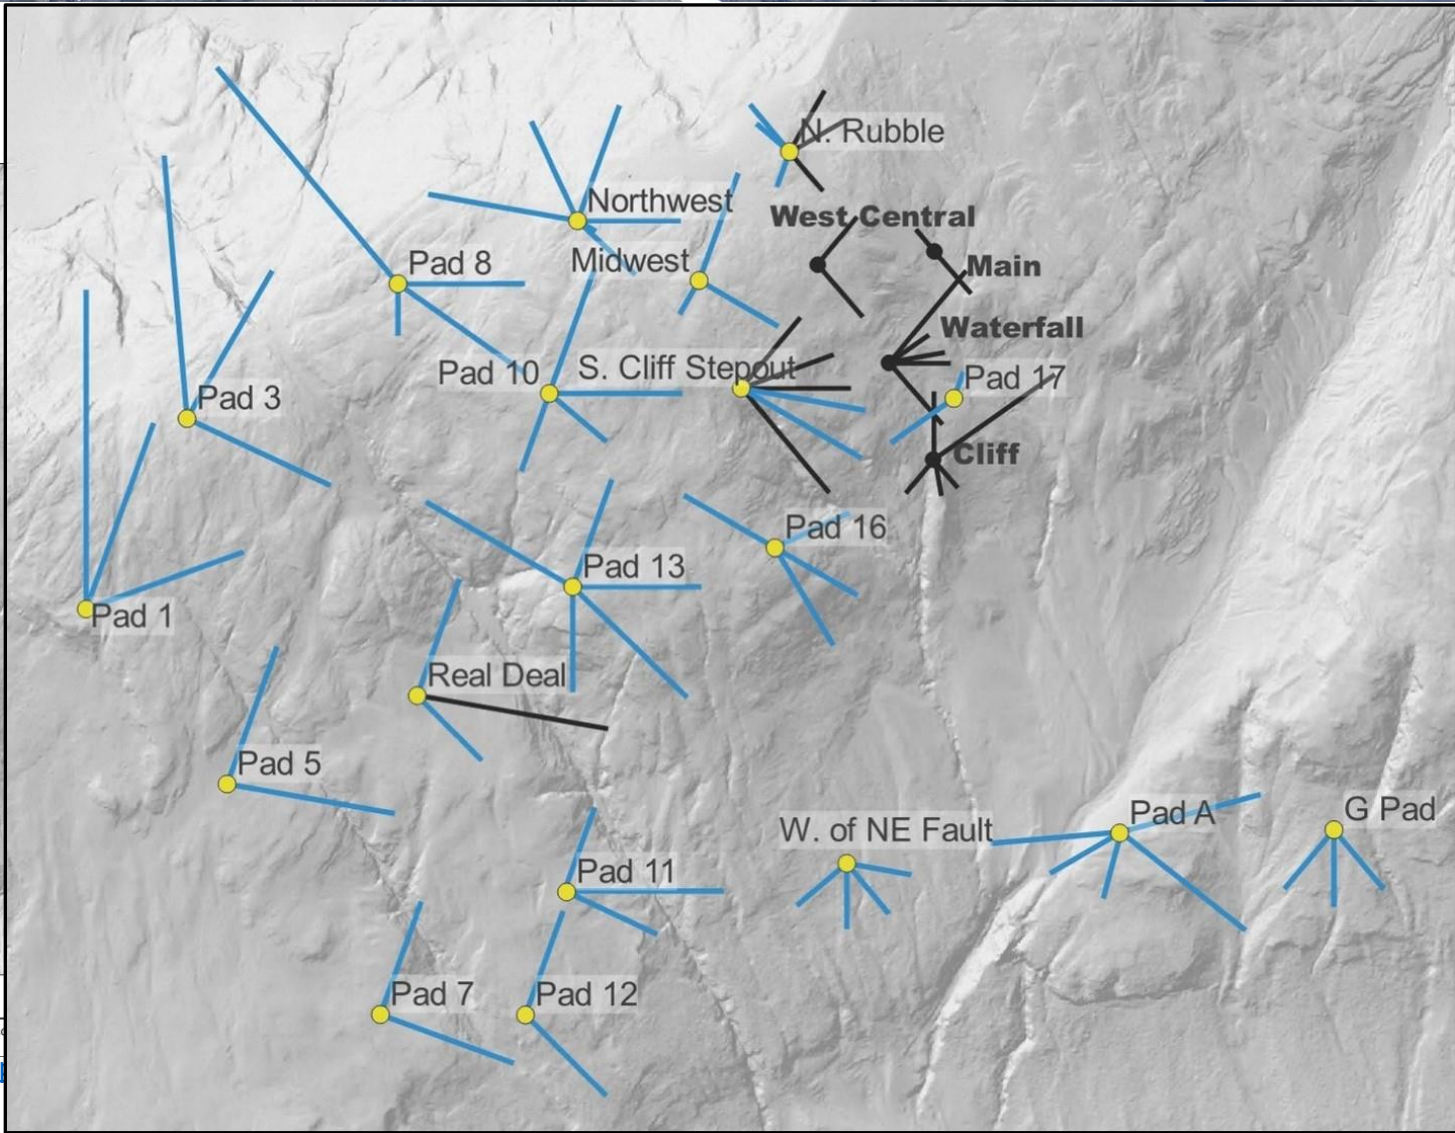 N. Rubble
Northwest
West Central
Midwest
Main
Pad 8
Waterfall
Pad 10
S. Cliff Stepout
Pad 17
Pad 3
Cliff
Pad 16
Pad 13
Pad 1
Real Deal
Pad 5
W. of NE Fault
Pad A
G Pad
Pad 11
Pad 7
Pad 12